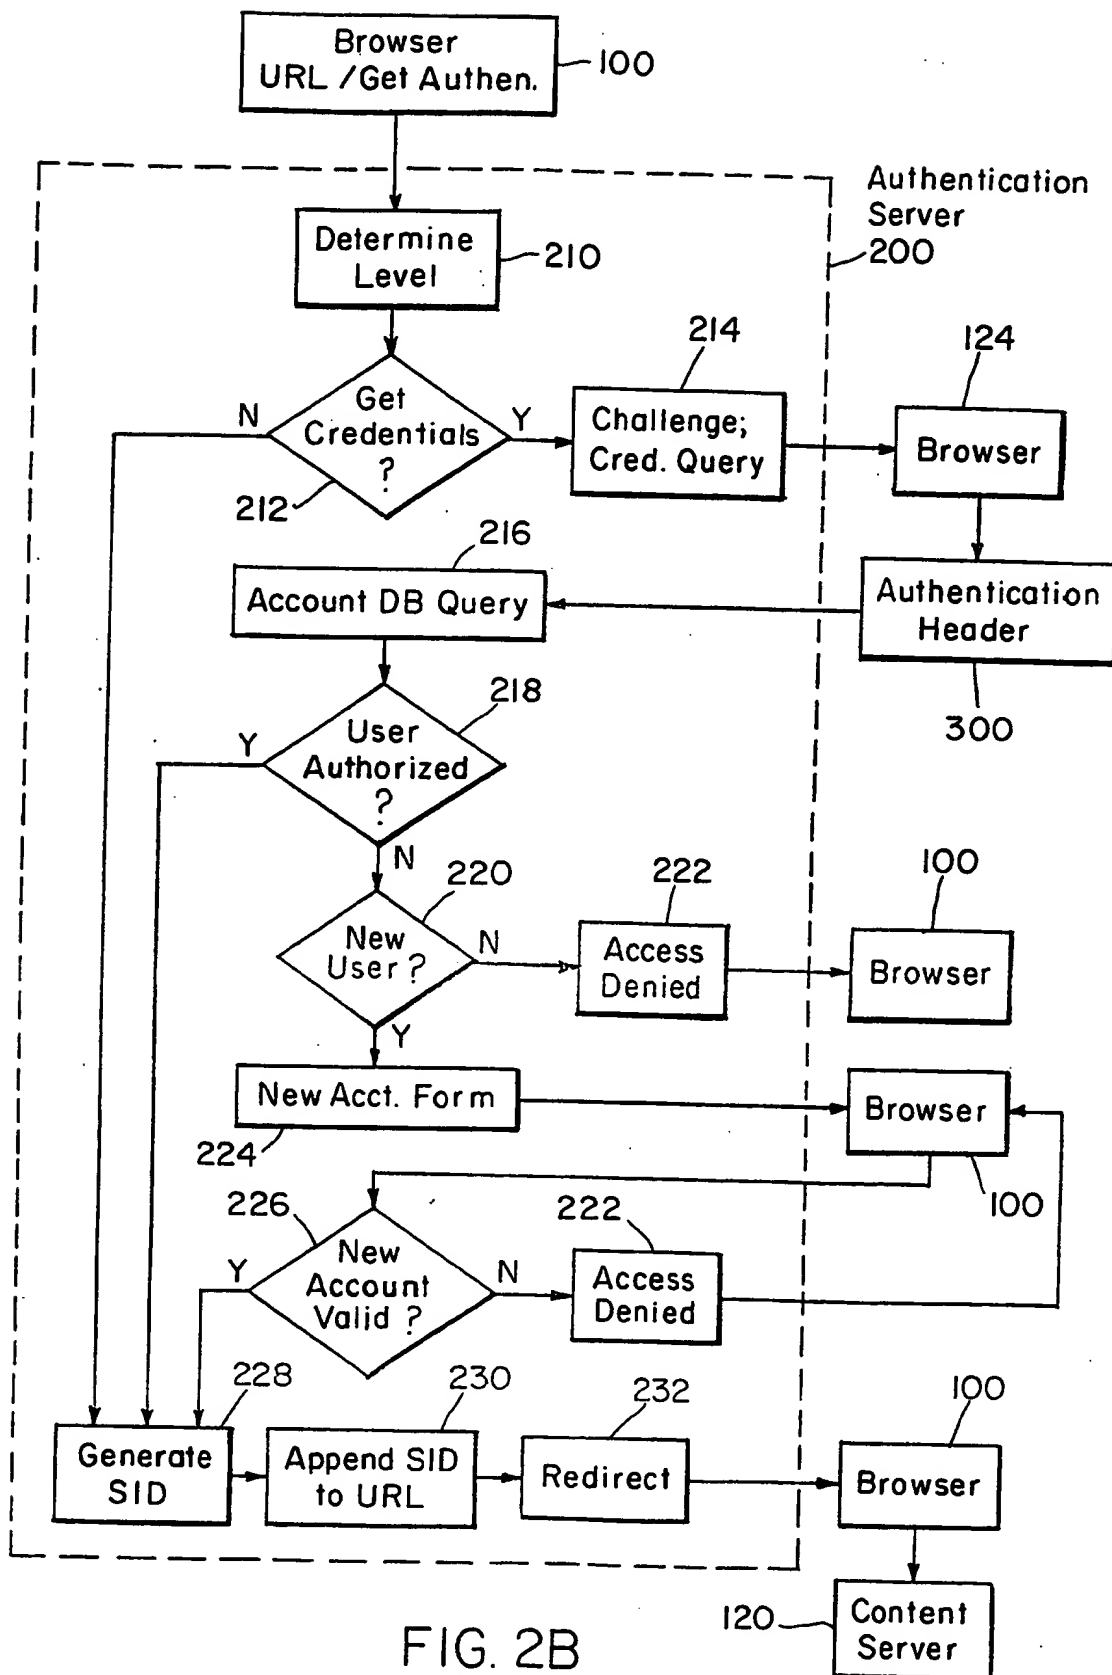 Browser
URL /Get Authen.
100
Authentication
Server
200
Determine
Level
210
214
124
N
Get
Credentials
?
Y
Challenge;
Cred. Query
Browser
212
216
Account DB Query
Authentication
Header
300
218
Y
User
Authorized
?
N
220
222
100
New
User ?
N
Access
Denied
Browser
Y
New Acct. Form
Browser
224
100
226
222
Y
New
Account
Valid ?
N
Access
Denied
228
230
232
100
Generate
SID
Append SID
to URL
Redirect
Browser
120
Content
Server
FIG. 2B